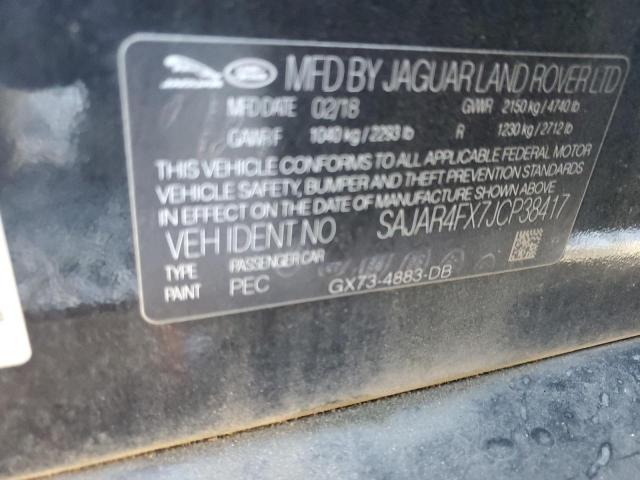 JAGUAR
MFD BY JAGUAR LAND ROVER LTD
MFD DATE 02/18 GVWR 2150 kg / 4740 lb
GAWR F 1040 kg / 2293 lb R 1230 kg / 2712 lb
THIS VEHICLE CONFORMS TO ALL APPLICABLE FEDERAL MOTOR
VEHICLE SAFETY, BUMPER AND THEFT PREVENTION STANDARDS
IN EFFECT ON THE DATE OF MANUFACTURE SHOWN ABOVE
VEH IDENT NO SAJAR4FX7JCP38417
TYPE PASSENGER CAR
PAINT PEC GX73-4883-DB